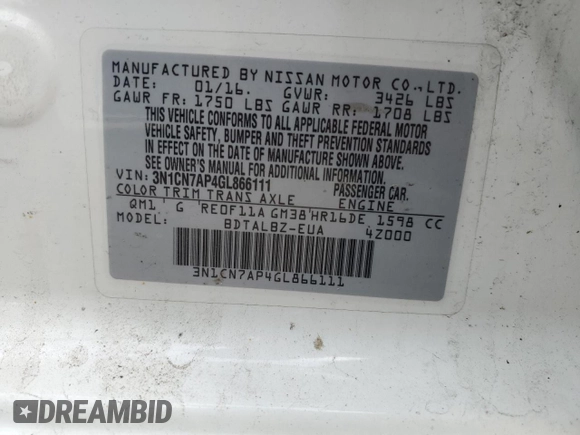 MANUFACTURED BY NISSAN MOTOR CO., LTD.
DATE: 01/16. GVWR: 3426 LBS
GAWR FR: 1750 LBS GAWR RR: 1708 LBS
THIS VEHICLE CONFORMS TO ALL APPLICABLE FEDERAL MOTOR
VEHICLE SAFETY, BUMPER AND THEFT PREVENTION STANDARDS
IN EFFECT ON THE DATE OF MANUFACTURE SHOWN ABOVE.
SEE OWNER'S MANUAL FOR ADDITIONAL INFORMATION.
VIN: 3N1CN7AP4GL866111 PASSENGER CAR.
COLOR TRIM TRANS AXLE ENGINE
QM1' G 'RE0F11A GM38'HR16DE 1598 CC
MODEL: BDTALBZ-EUA 4Z000
3N1CN7AP4GL866111
DREAMBID